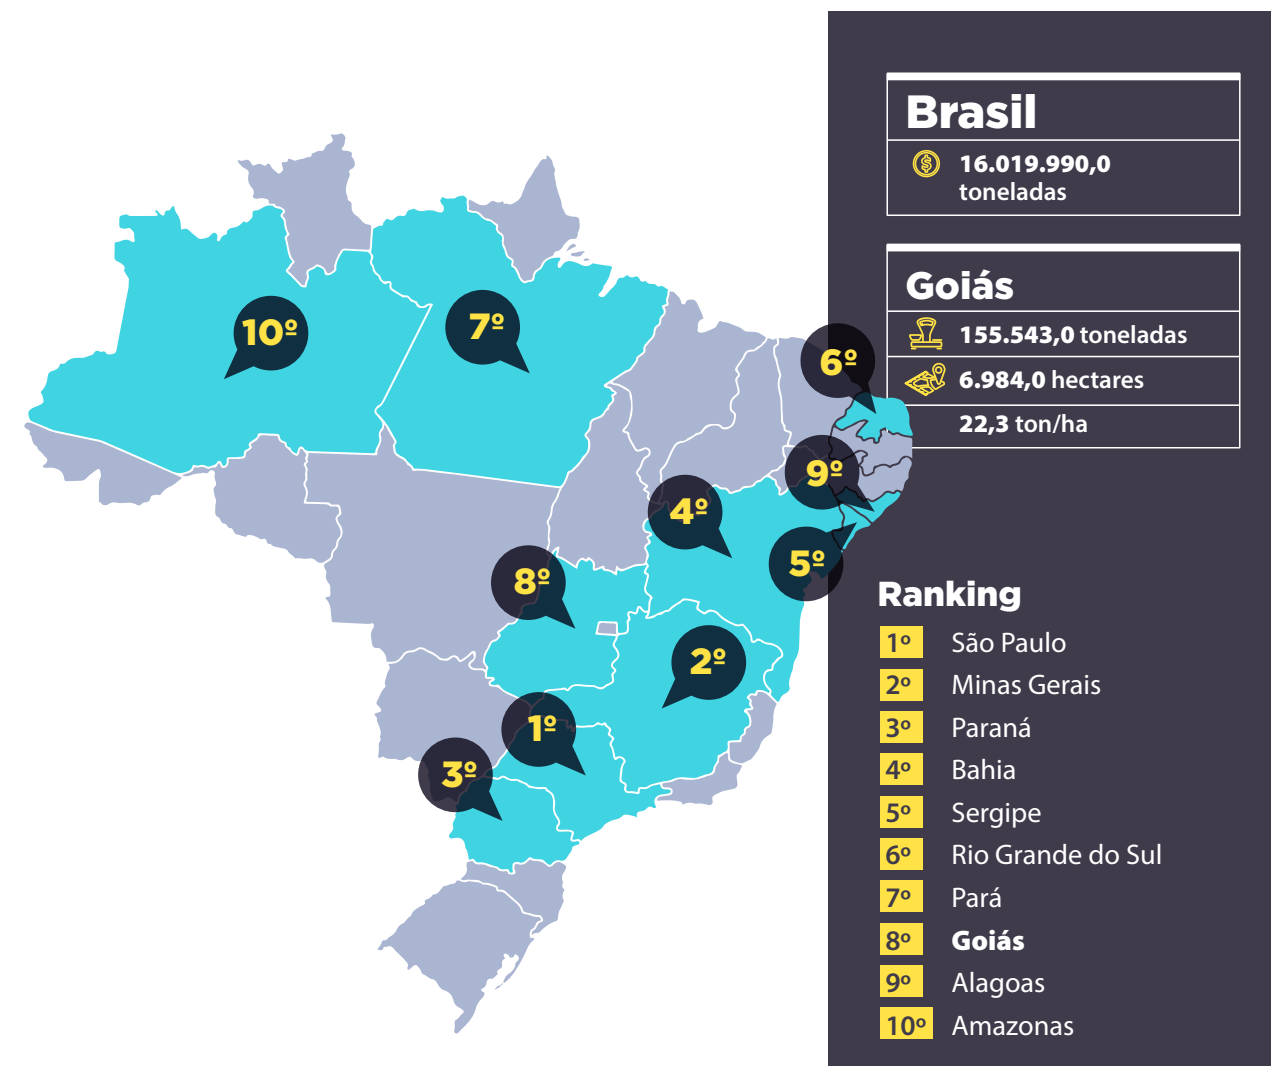 Brasil
16.019.990,0
toneladas
Goiás
155.543,0 toneladas
6.984,0 hectares
22,3 ton/ha
10º
7º
6º
9º
4º
5º
8º
2º
1º
3º
Ranking
1º São Paulo
2º Minas Gerais
3º Paraná
4º Bahia
5º Sergipe
6º Rio Grande do Sul
7º Pará
8º Goiás
9º Alagoas
10º Amazonas